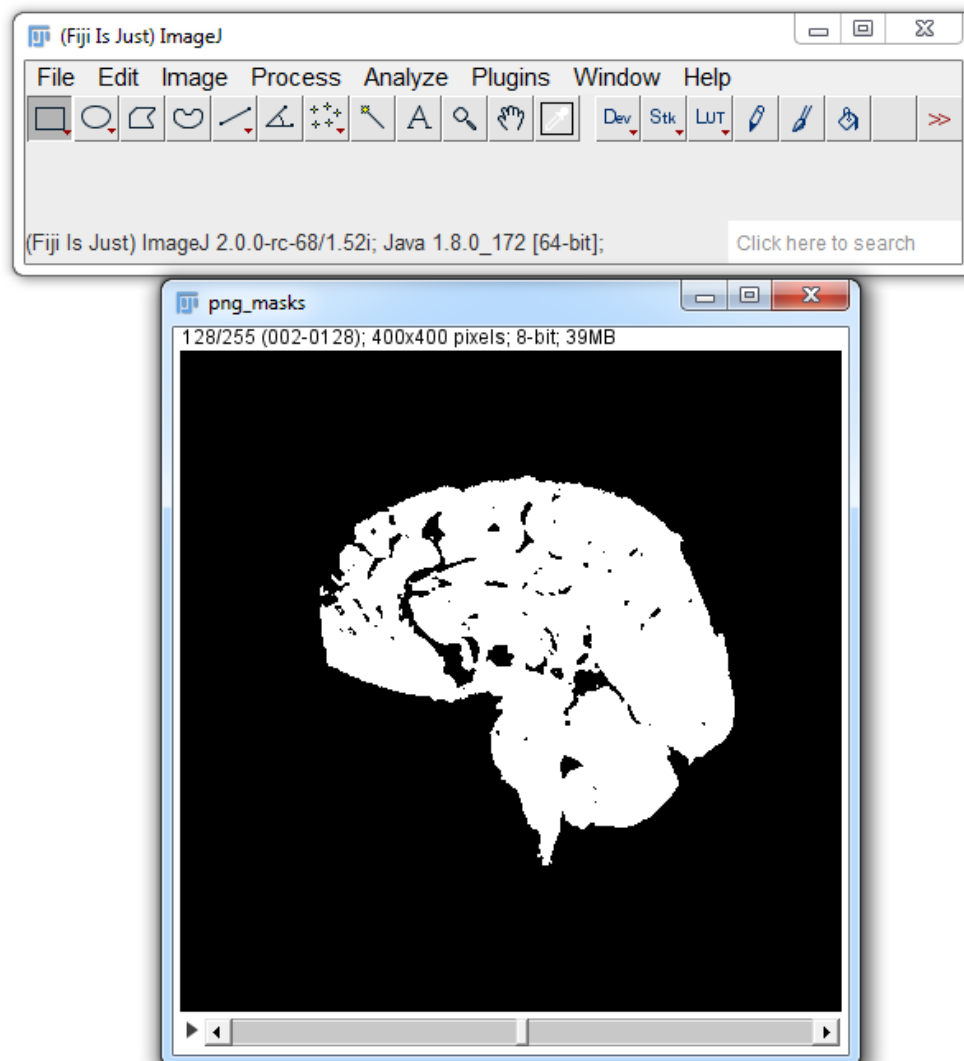 (Fiji Is Just) ImageJ
File Edit Image Process Analyze Plugins Window Help
A Dev Stk LUT >>
(Fiji Is Just) ImageJ 2.0.0-rc-68/1.52i; Java 1.8.0_172 [64-bit]; Click here to search
png_masks
128/255 (002-0128); 400x400 pixels; 8-bit; 39MB